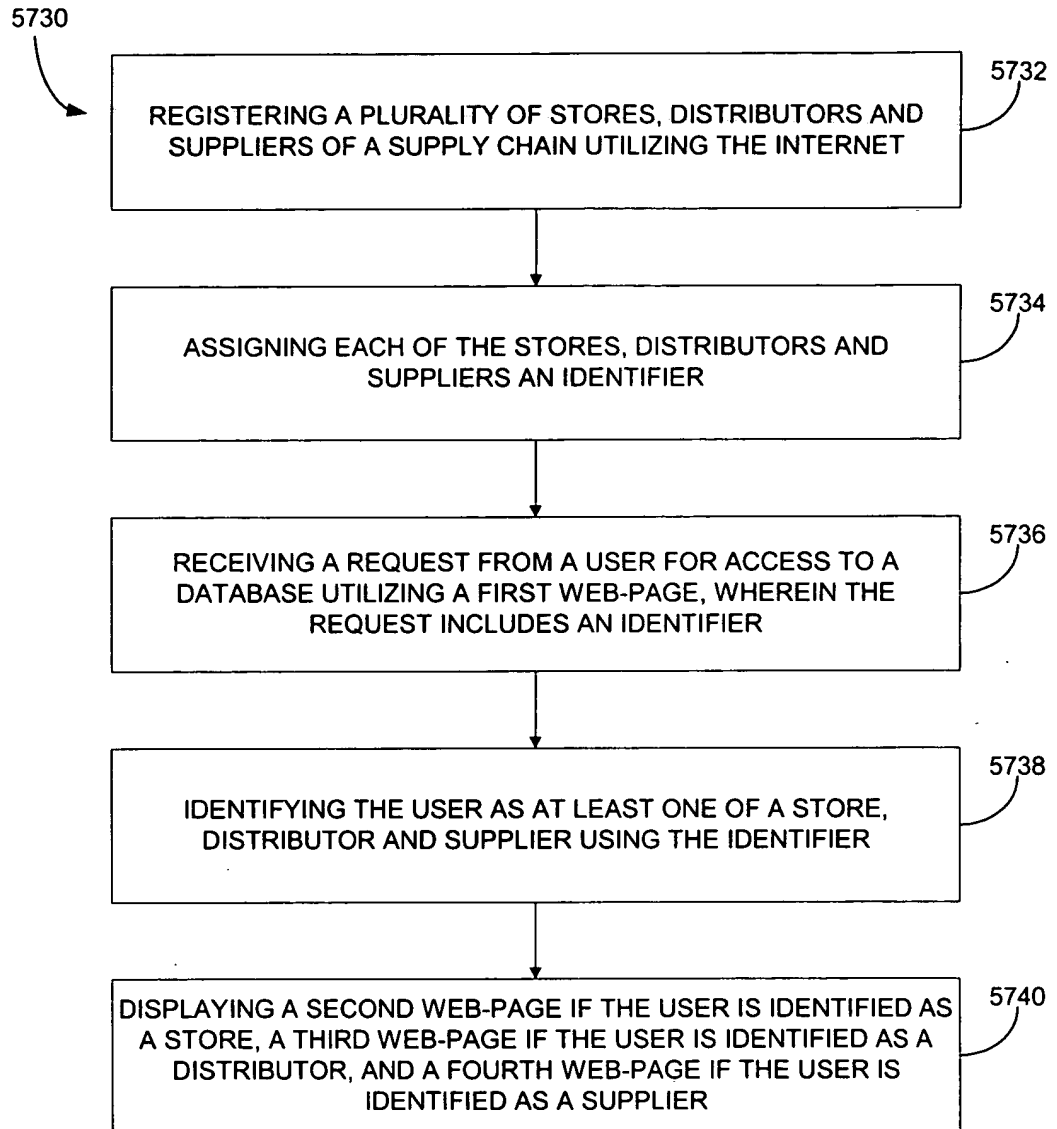 5730
5732
REGISTERING A PLURALITY OF STORES, DISTRIBUTORS AND
SUPPLIERS OF A SUPPLY CHAIN UTILIZING THE INTERNET
5734
ASSIGNING EACH OF THE STORES, DISTRIBUTORS AND
SUPPLIERS AN IDENTIFIER
5736
RECEIVING A REQUEST FROM A USER FOR ACCESS TO A
DATABASE UTILIZING A FIRST WEB-PAGE, WHEREIN THE
REQUEST INCLUDES AN IDENTIFIER
5738
IDENTIFYING THE USER AS AT LEAST ONE OF A STORE,
DISTRIBUTOR AND SUPPLIER USING THE IDENTIFIER
5740
DISPLAYING A SECOND WEB-PAGE IF THE USER IS IDENTIFIED AS
A STORE, A THIRD WEB-PAGE IF THE USER IS IDENTIFIED AS A
DISTRIBUTOR, AND A FOURTH WEB-PAGE IF THE USER IS
IDENTIFIED AS A SUPPLIER